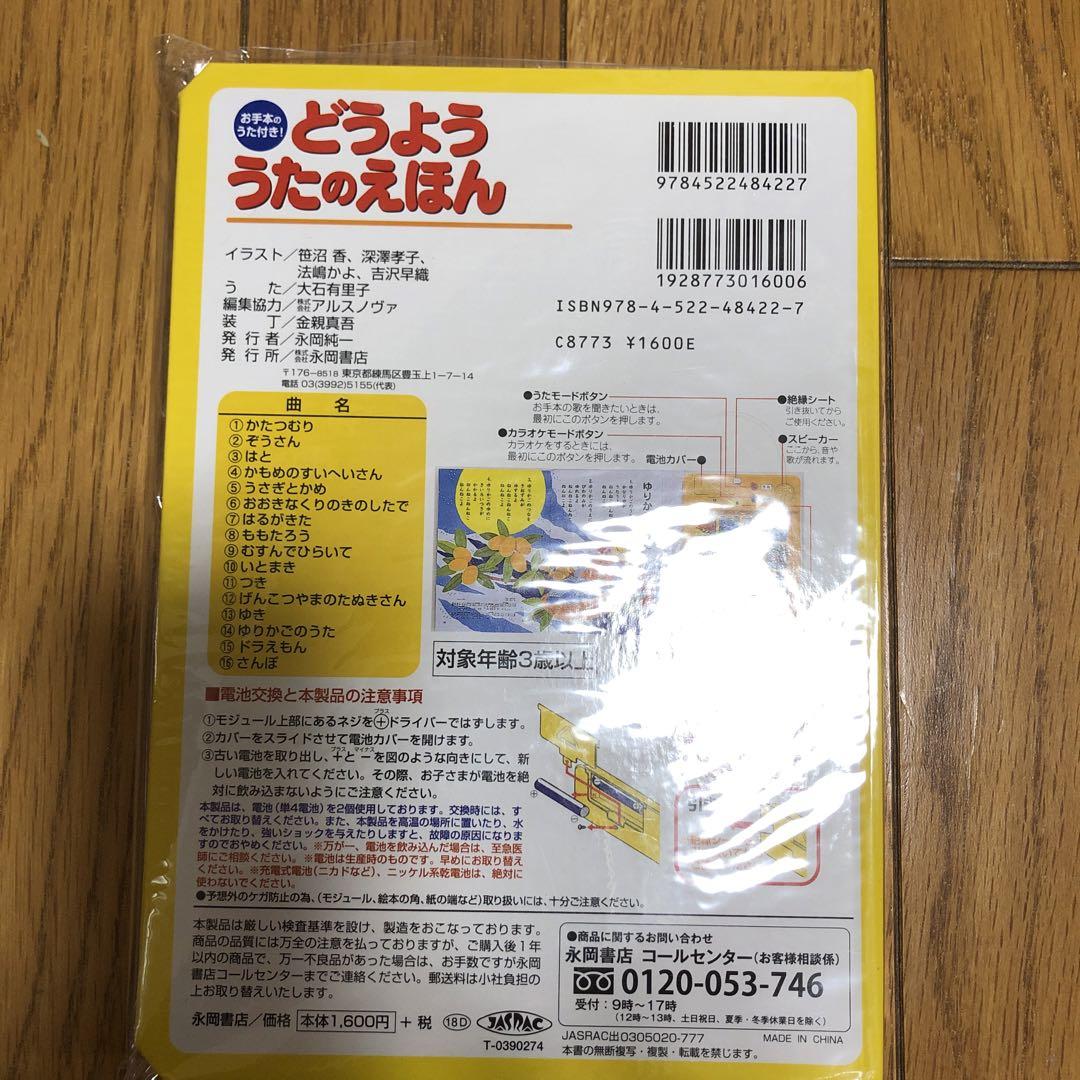 お手本の
うた付き!
どうよう
うたのえほん
9784522484227
1928773016006
ISBN978-4-522-48422-7
C8773 ¥1600E
イラスト/笹沼 香、深澤孝子、
法嶋かよ、吉沢早織
う た/大石有里子
編集協力/株式会社アルスノヴァ
装 丁/金親真吾
発 行 者/永岡純一
発 行 所/株式会社永岡書店
〒176-8518 東京都練馬区豊玉上1-7-14
電話 03(3992)5155(代表)
曲 名
①かたつむり
②ぞうさん
③はと
④かもめのすいへいさん
⑤うさぎとかめ
⑥おおきなくりのきのしたで
⑦はるがきた
⑧ももたろう
⑨むすんでひらいて
⑩いとまき
⑪つき
⑫げんこつやまのたぬきさん
⑬ゆき
⑭ゆりかごのうた
⑮ドラえもん
⑯さんぽ
●うたモードボタン
お手本の歌を聞きたいときは、
最初にこのボタンを押します。
●カラオケモードボタン
カラオケをするときには、
最初にこのボタンを押します。
電池カバー●
●絶縁シート
引き抜いてから
ご使用ください。
●スピーカー
ここから、音や
歌が流れます。
ゆりか
対象年齢3歳以上
■電池交換と本製品の注意事項
①モジュール上部にあるネジを⊕プラスドライバーではずします。
②カバーをスライドさせて電池カバーを開けます。
③古い電池を取り出し、＋プラスと－マイナスを図のような向きにして、新
しい電池を入れてください。その際、お子さまが電池を絶
対に飲み込まないようにご注意ください。
本製品は、電池(単4電池)を2個使用しております。交換時には、す
べてお取り替えください。また、本製品を高温の場所に置いたり、水
をかけたり、強いショックを与えたりしますと、故障の原因になりま
すのでおやめください。※万が一、電池を飲み込んだ場合は、至急医
師にご相談ください。※電池は生産時のものです。早めにお取り替え
ください。※充電式電池(ニカドなど)、ニッケル系乾電池は、絶対に
使わないでください。
●予想外のケガ防止の為、(モジュール、絵本の角、紙の端など)取り扱いには、十分ご注意ください。
本製品は厳しい検査基準を設け、製造をおこなっております。
商品の品質には万全の注意を払っておりますが、ご購入後1年
以内の商品で、万一不良品があった場合は、お手数ですが永岡
書店コールセンターまでご連絡ください。郵送料は小社負担の
上お取り替えいたします。
●商品に関するお問い合わせ
永岡書店 コールセンター(お客様相談係)
0120-053-746
受付：9時〜17時
(12時〜13時、土日祝日、夏季・冬季休業日を除く)
永岡書店/価格 本体1,600円 + 税 18D JASRAC
T-0390274
JASRAC出0305020-777 MADE IN CHINA
本書の無断複写・複製・転載を禁じます。